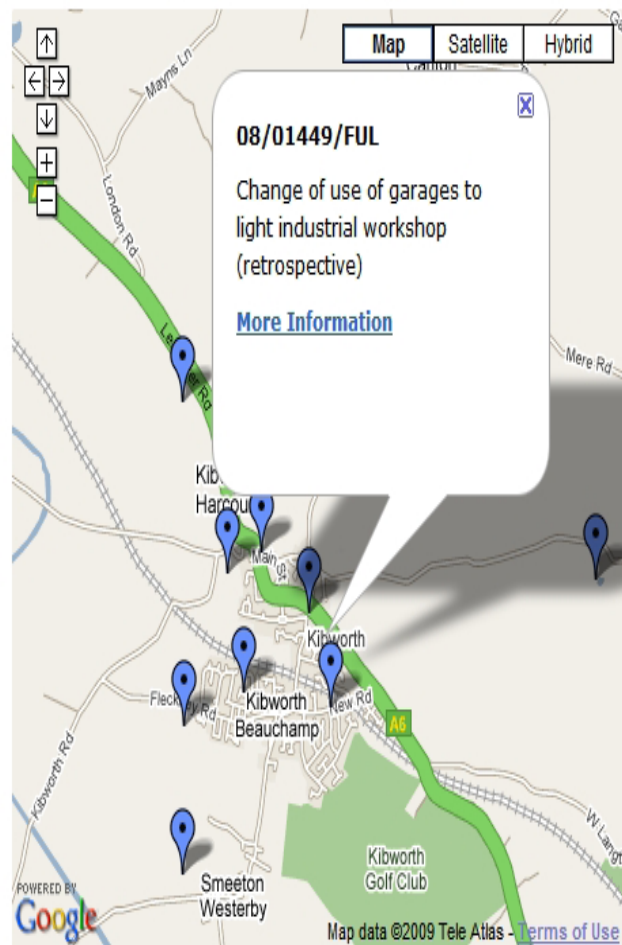 Map Satellite Hybrid
Mayns Ln
London Rd
08/01449/FUL
Change of use of garages to
light industrial workshop
(retrospective)
More Information
Mere Rd
Main St
Kibworth
New Rd
Kibworth
Beauchamp
A6
Kibworth Rd
Kibworth
Golf Club
Smeeton
Westerby
POWERED BY
Google
Map data ©2009 Tele Atlas - Terms of Use